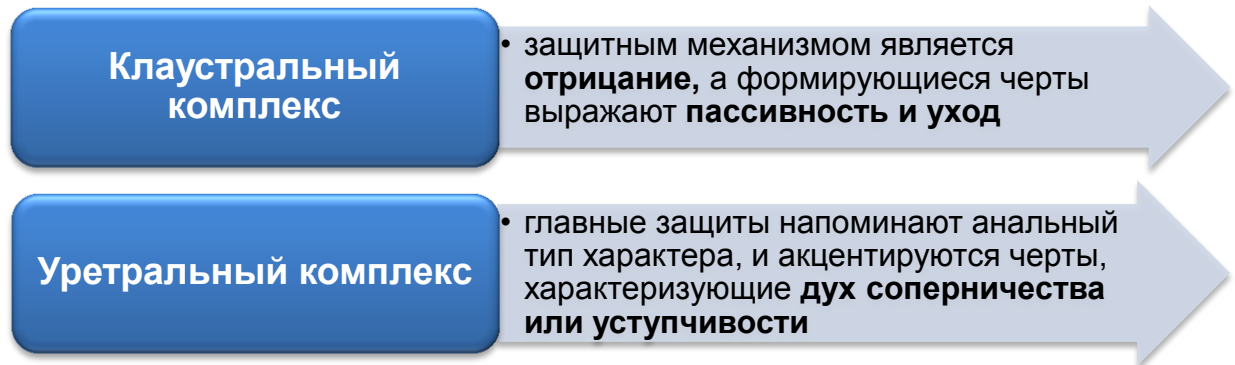 Клаустральный
комплекс
• защитным механизмом является
отрицание, а формирующиеся черты
выражают пассивность и уход
Уретральный комплекс
• главные защиты напоминают анальный
тип характера, и акцентируются черты,
характеризующие дух соперничества
или уступчивости